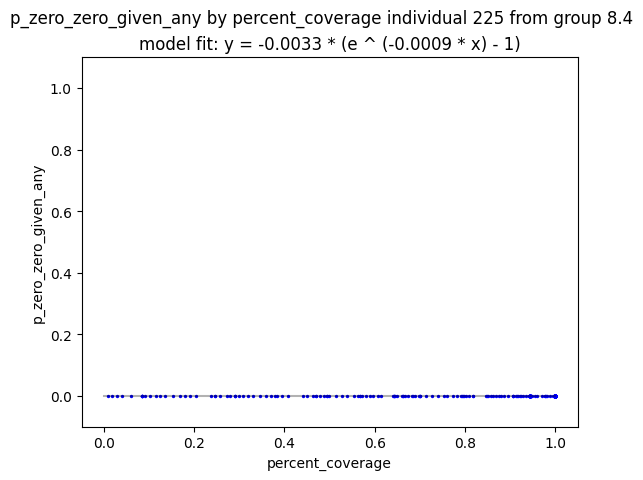 p_zero_zero_given_any by percent_coverage individual 225 from group 8.4
model fit: y = -0.0033 * (e ^ (-0.0009 * x) - 1)
1.0
0.8
0.6
0.4
0.2
0.0
p_zero_zero_given_any
0.0 0.2 0.4 0.6 0.8 1.0
percent_coverage